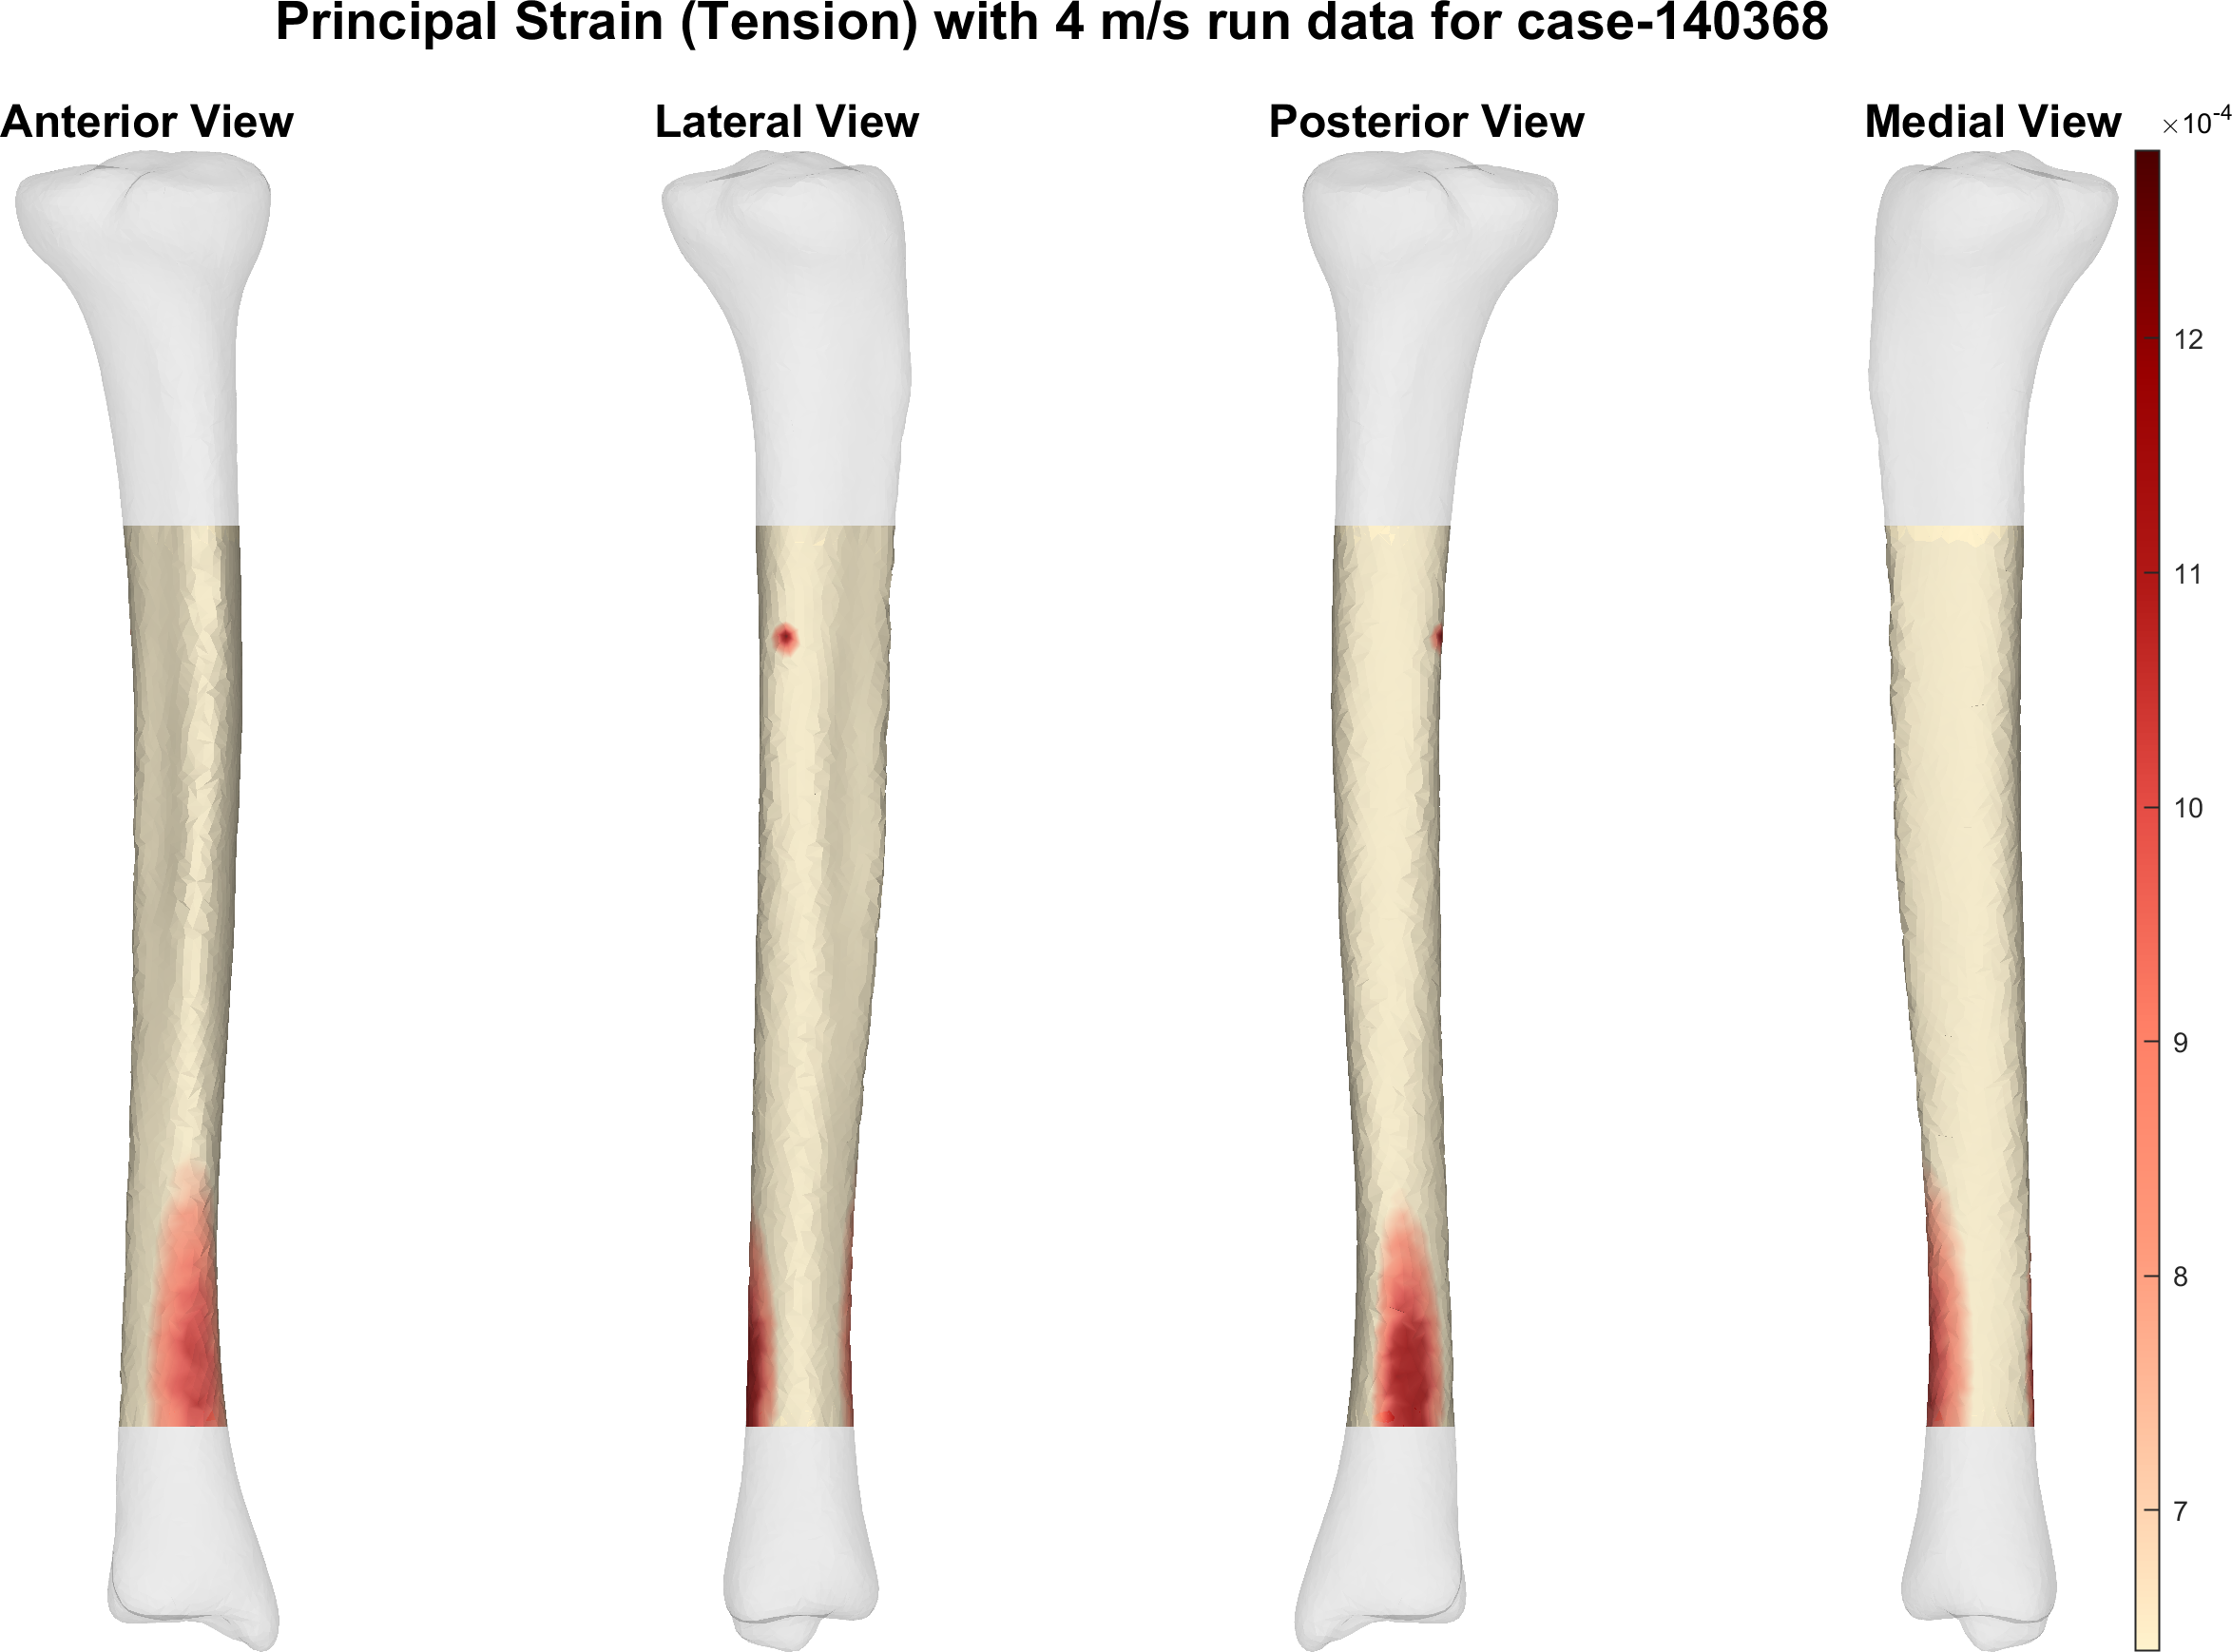 Principal Strain (Tension) with 4 m/s run data for case-140368
Anterior View
Lateral View
Posterior View
Medial View
×10-4
12
11
10
9
8
7